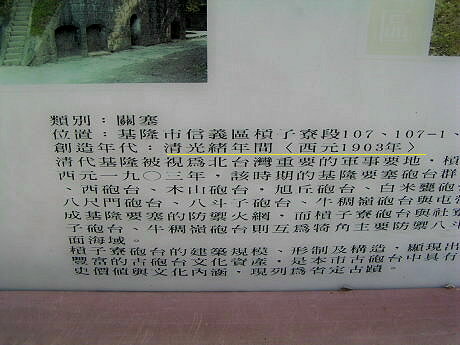 類別：關塞
位置：基隆市信義區槓子寮段107、107-1、
創造年代：清光緒年間〈西元1903年〉
清代基隆被視為北台灣重要的軍事要地，槓
西元一九〇三年，該時期的基隆要塞砲台群
、西砲台、木山砲台，旭丘砲台、白米甕砲台
八尺門砲台、八斗子砲台、牛稠嶺砲台與屯營
成基隆要塞的防禦火網，而槓子寮砲台與社寮
子砲台、牛稠嶺砲台則互為犄角主要防禦八斗
面海域。
槓子寮砲台的建築規模、形制及構造，顯現出
豐富的古砲台文化資產，是本市古砲台中具有
史價值與文化內涵，現列為省定古蹟。